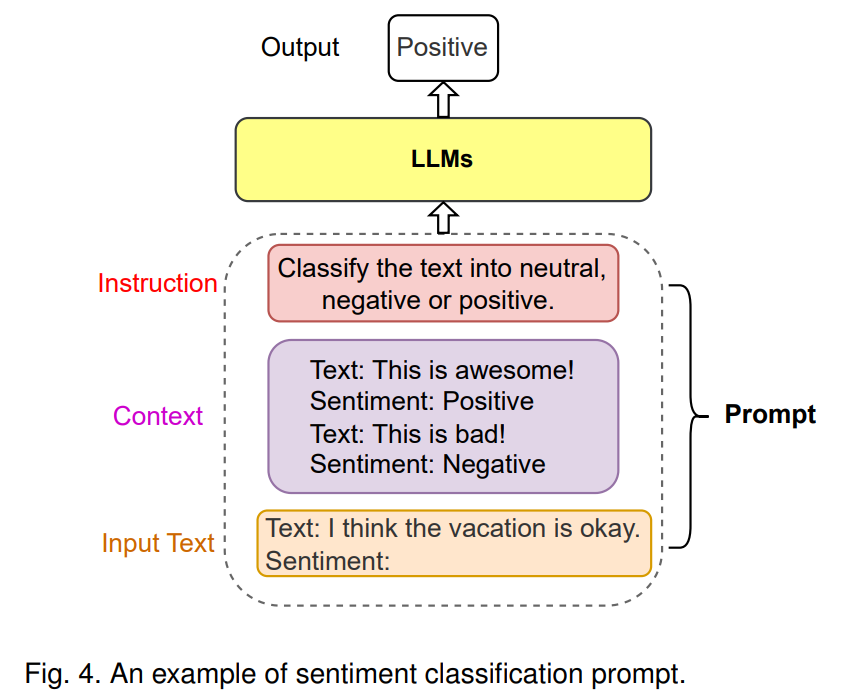 Output
Positive
LLMs
Instruction
Classify the text into neutral,
negative or positive.
Context
Text: This is awesome!
Sentiment: Positive
Text: This is bad!
Sentiment: Negative
Prompt
Input Text
Text: I think the vacation is okay.
Sentiment:
Fig. 4. An example of sentiment classification prompt.